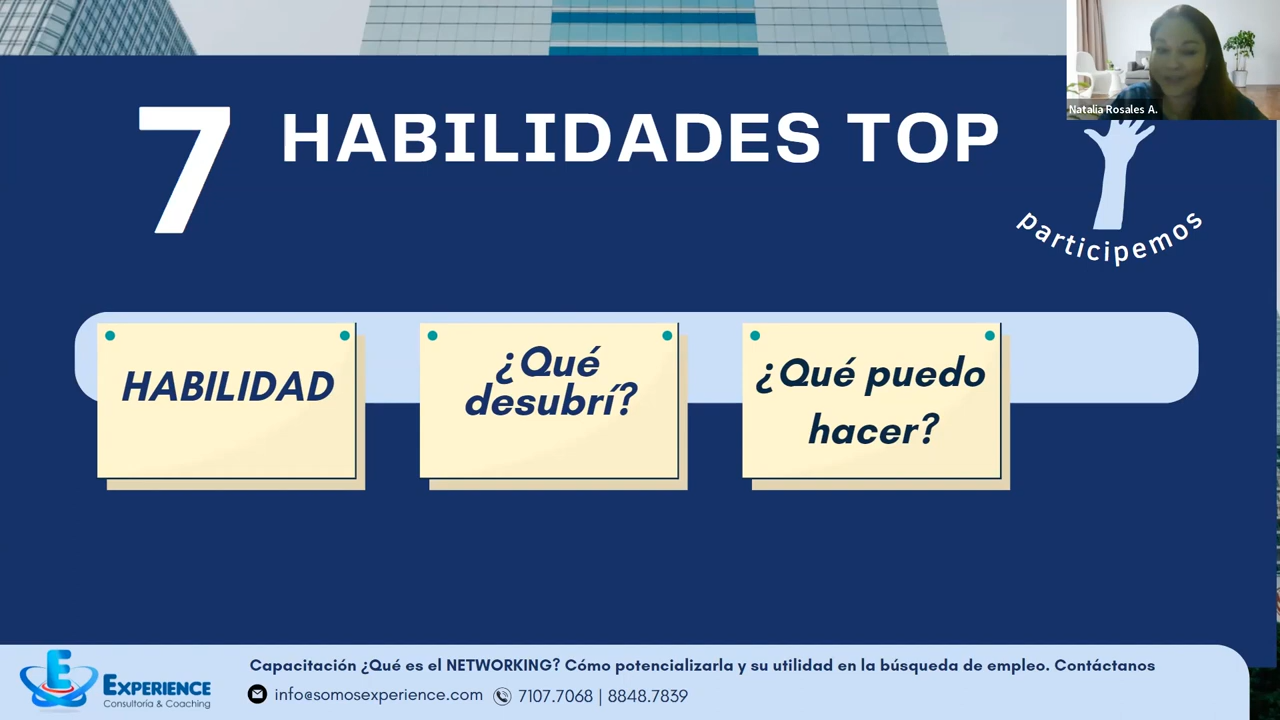 Natalia Rosales A.
7 HABILIDADES TOP
participemos
HABILIDAD
¿Qué
desubrí?
¿Qué puedo
hacer?
E
EXPERIENCE
Consultoría & Coaching
Capacitación ¿Qué es el NETWORKING? Cómo potencializarla y su utilidad en la búsqueda de empleo. Contáctanos
info@somosexperience.com 7107.7068 | 8848.7839